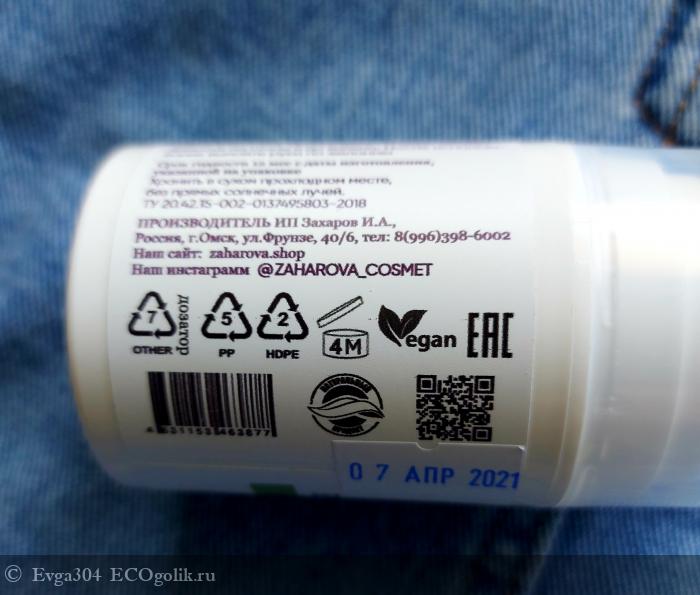 Срок годности 12 мес с даты изготовления,
указанной на упаковке
Хранить в сухом прохладном месте,
без прямых солнечных лучей.
ТУ 20.42.15-002-0137495803-2018
ПРОИЗВОДИТЕЛЬ ИП Захаров И.А.,
Россия, г.Омск, ул.Фрунзе, 40/6, тел: 8(996)398-6002
Наш сайт: zaharova.shop
Наш инстаграмм @ZAHAROVA_COSMET
7 дозатор 5 2 4M Vegan EAC
OTHER PP HDPE
0 7 АПР 2021
© Evga304 ECOgolik.ru